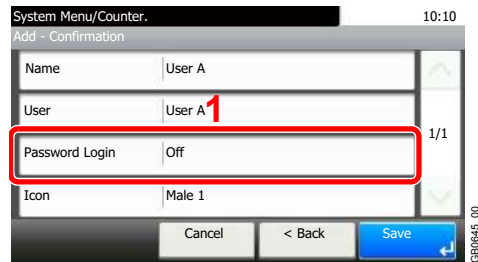 System Menu/Counter. 10:10
Add - Confirmation
Name User A
User User A 1
1/1
Password Login Off
Icon Male 1
Cancel < Back Save
GB0645_00